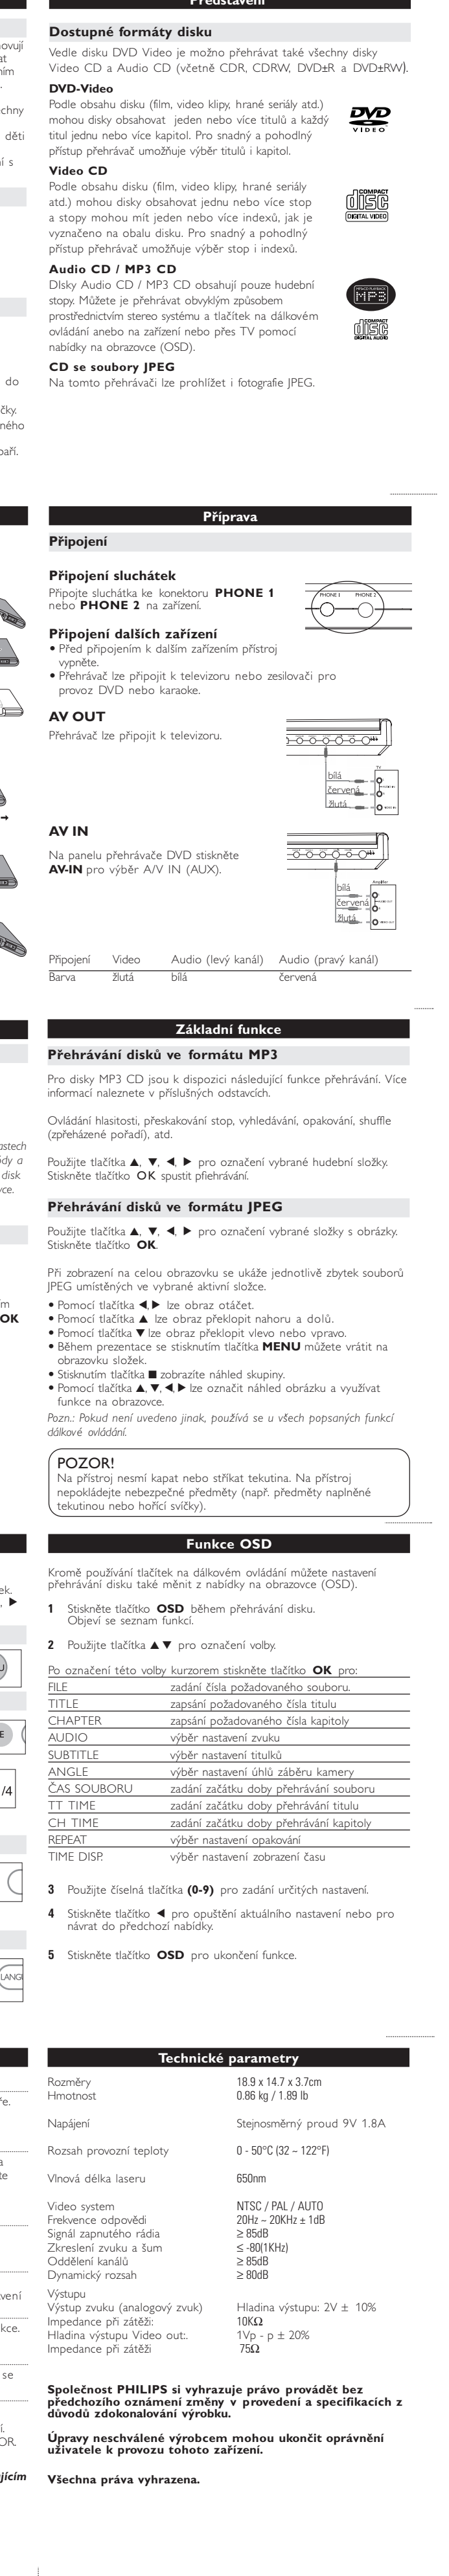 Představení
Dostupné formáty disku
Vedle disku DVD Video je možno přehrávat také všechny disky
Video CD a Audio CD (včetně CDR, CDRW, DVD±R a DVD±RW).
DVD-Video
Podle obsahu disku (film, video klipy, hrané seriály atd.)
mohou disky obsahovat jeden nebo více titulů a každý
titul jednu nebo více kapitol. Pro snadný a pohodlný
přístup přehrávač umožňuje výběr titulů i kapitol.
DVD
VIDEO
Video CD
Podle obsahu disku (film, video klipy, hrané seriály
atd.) mohou disky obsahovat jednu nebo více stop
a stopy mohou mít jeden nebo více indexů, jak je
vyznačeno na obalu disku. Pro snadný a pohodlný
přístup přehrávač umožňuje výběr stop i indexů.
COMPACT
disc
DIGITAL VIDEO
Audio CD / MP3 CD
DIsky Audio CD / MP3 CD obsahují pouze hudební
stopy. Můžete je přehrávat obvyklým způsobem
prostřednictvím stereo systému a tlačítek na dálkovém
ovládání anebo na zařízení nebo přes TV pomocí
nabídky na obrazovce (OSD).
MP3
COMPACT
disc
DIGITAL AUDIO
CD se soubory JPEG
Na tomto přehrávači lze prohlížet i fotografie JPEG.
Příprava
Připojení
Připojení sluchátek
Připojte sluchátka ke konektoru PHONE 1
nebo PHONE 2 na zařízení.
PHONE 1 PHONE 2
Připojení dalších zařízení
• Před připojením k dalším zařízením přístroj
vypněte.
• Přehrávač lze připojit k televizoru nebo zesilovači pro
provoz DVD nebo karaoke.
AV OUT
Přehrávač lze připojit k televizoru.
TV
bílá
červená
žlutá
AV IN
Na panelu přehrávače DVD stiskněte
AV-IN pro výběr A/V IN (AUX).
Amplifier
bílá
červená
žlutá
Připojení Video Audio (levý kanál) Audio (pravý kanál)
Barva žlutá bílá červená
Základní funkce
Přehrávání disků ve formátu MP3
Pro disky MP3 CD jsou k dispozici následující funkce přehrávání. Více
informací naleznete v příslušných odstavcích.
Ovládání hlasitosti, přeskakování stop, vyhledávání, opakování, shuffle
(zpřeházené pořadí), atd.
Použijte tlačítka ▲, ▼, ◀, ▶ pro označení vybrané hudební složky.
Stiskněte tlačítko OK spustit pfiehrávání.
Přehrávání disků ve formátu JPEG
Použijte tlačítka ▲, ▼, ◀, ▶ pro označení vybrané složky s obrázky.
Stiskněte tlačítko OK.
Při zobrazení na celou obrazovku se ukáže jednotlivě zbytek souborů
JPEG umístěných ve vybrané aktivní složce.
• Pomocí tlačítka ◀, ▶ lze obraz otáčet.
• Pomocí tlačítka ▲ lze obraz překlopit nahoru a dolů.
• Pomocí tlačítka ▼ lze obraz překlopit vlevo nebo vpravo.
• Během prezentace se stisknutím tlačítka MENU můžete vrátit na
obrazovku složek.
• Stisknutím tlačítka ■ zobrazíte náhled skupiny.
• Pomocí tlačítka ▲, ▼, ◀, ▶ lze označit náhled obrázku a využívat
funkce na obrazovce.
Pozn.: Pokud není uvedeno jinak, používá se u všech popsaných funkcí
dálkové ovládání.
POZOR!
Na přístroj nesmí kapat nebo stříkat tekutina. Na přístroj
nepokládejte nebezpečné předměty (např. předměty naplněné
tekutinou nebo hořící svíčky).
Funkce OSD
Kromě používání tlačítek na dálkovém ovládání můžete nastavení
přehrávání disku také měnit z nabídky na obrazovce (OSD).
1 Stiskněte tlačítko OSD během přehrávání disku.
Objeví se seznam funkcí.
2 Použijte tlačítka ▲ ▼ pro označení volby.
Po označení této volby kurzorem stiskněte tlačítko OK pro:
FILE zadání čísla požadovaného souboru.
TITLE zapsání požadovaného čísla titulu
CHAPTER zapsání požadovaného čísla kapitoly
AUDIO výběr nastavení zvuku
SUBTITLE výběr nastavení titulků
ANGLE výběr nastavení úhlů záběru kamery
ČAS SOUBORU zadání začátku doby přehrávání souboru
TT TIME zadání začátku doby přehrávání titulu
CH TIME zadání začátku doby přehrávání kapitoly
REPEAT výběr nastavení opakování
TIME DISP. výběr nastavení zobrazení času
3 Použijte číselná tlačítka (0-9) pro zadání určitých nastavení.
4 Stiskněte tlačítko ◀ pro opuštění aktuálního nastavení nebo pro
návrat do předchozí nabídky.
5 Stiskněte tlačítko OSD pro ukončení funkce.
Technické parametry
Rozměry 18.9 x 14.7 x 3.7cm
Hmotnost 0.86 kg / 1.89 lb
Napájení Stejnosměrný proud 9V 1.8A
Rozsah provozní teploty 0 - 50°C (32 ~ 122°F)
Vlnová délka laseru 650nm
Video system NTSC / PAL / AUTO
Frekvence odpovědi 20Hz ~ 20KHz ± 1dB
Signál zapnutého rádia ≥ 85dB
Zkreslení zvuku a šum ≤ -80(1KHz)
Oddělení kanálů ≥ 85dB
Dynamický rozsah ≥ 80dB
Výstupu
Výstup zvuku (analogový zvuk) Hladina výstupu: 2V ± 10%
Impedance při zátěži: 10KΩ
Hladina výstupu Video out:. 1Vp - p ± 20%
Impedance při zátěži 75Ω
Společnost PHILIPS si vyhrazuje právo provádět bez
předchozího oznámení změny v provedení a specifikacích z
důvodů zdokonalování výrobku.
Úpravy neschválené výrobcem mohou ukončit oprávnění
uživatele k provozu tohoto zařízení.
Všechna práva vyhrazena.